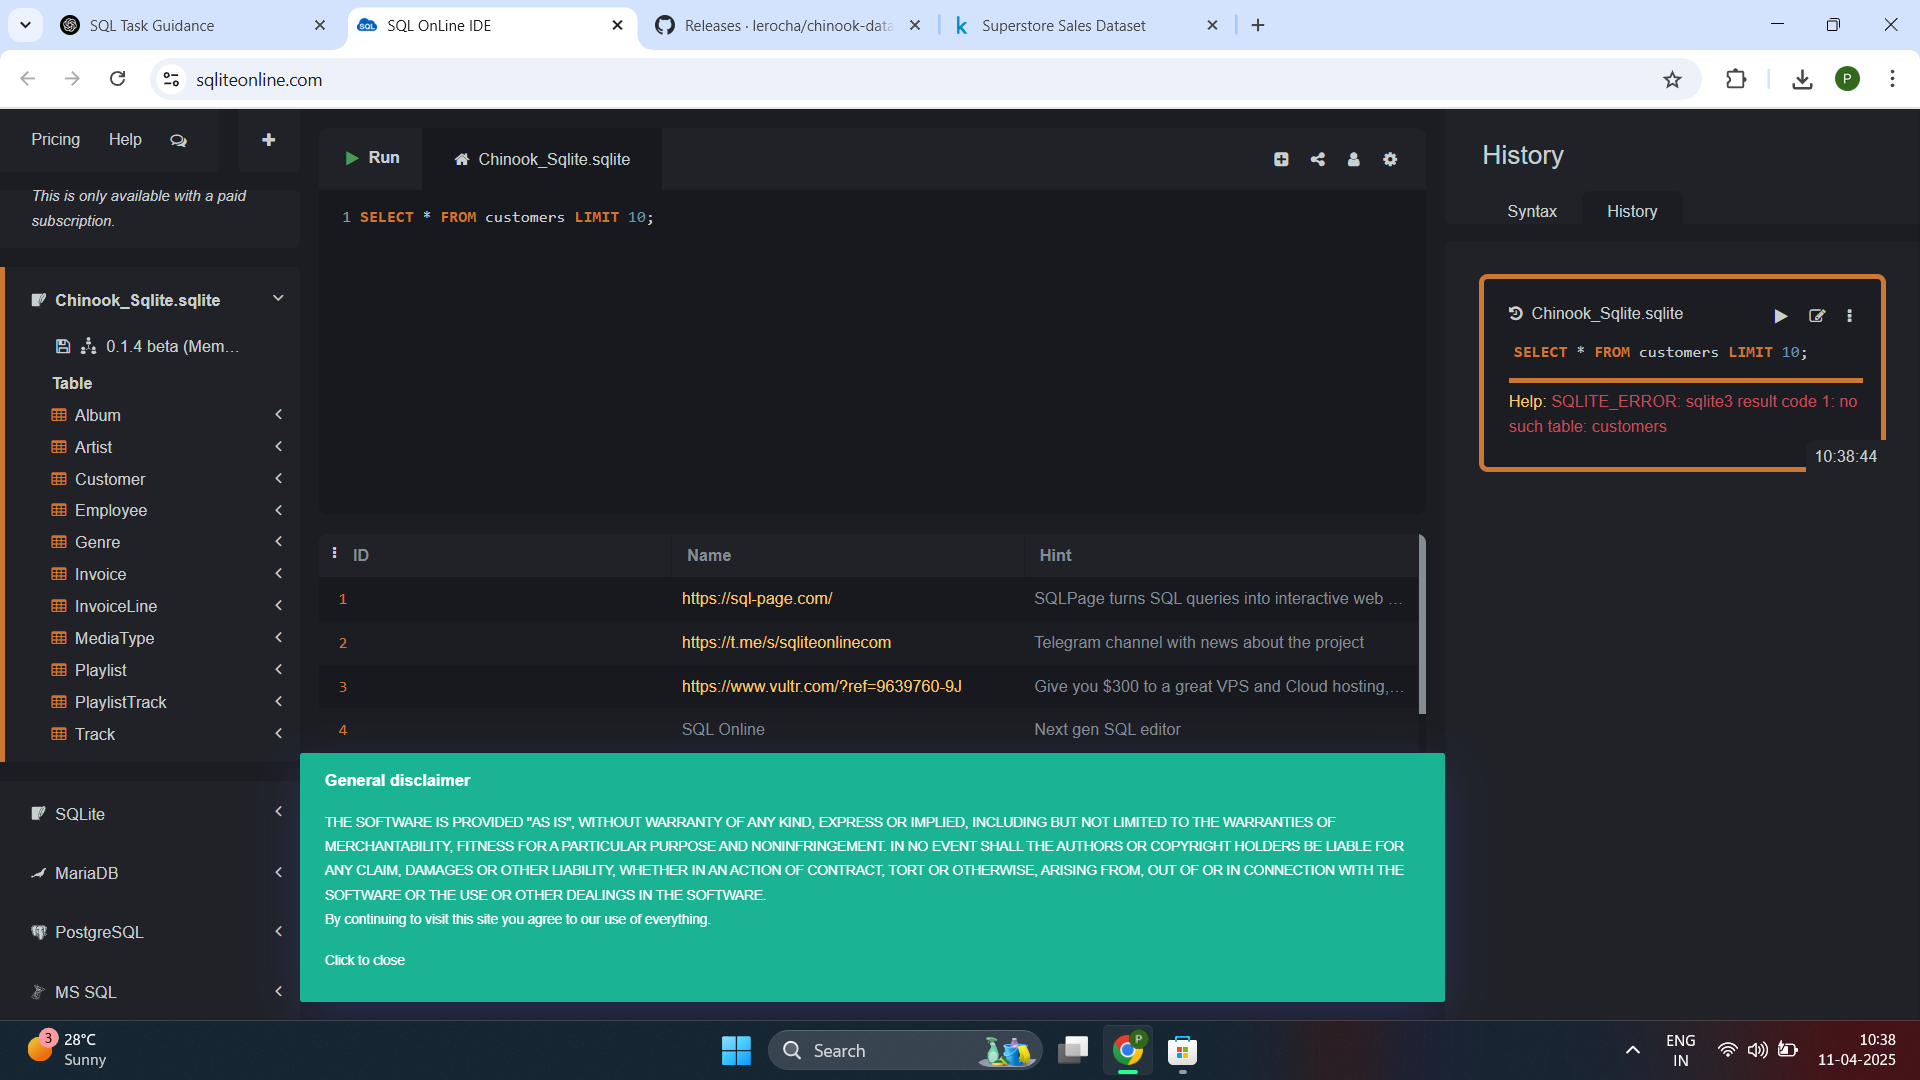 SQL Task Guidance
SQL OnLine IDE
Releases · lerocha/chinook-data
Superstore Sales Dataset
sqliteonline.com
P
Pricing
Help
This is only available with a paid
subscription.
Chinook_Sqlite.sqlite
0.1.4 beta (Mem...
Table
Album
Artist
Customer
Employee
Genre
Invoice
InvoiceLine
MediaType
Playlist
PlaylistTrack
Track
SQLite
MariaDB
PostgreSQL
MS SQL
Run
Chinook_Sqlite.sqlite
1 SELECT * FROM customers LIMIT 10;
ID Name Hint
1 https://sql-page.com/ SQLPage turns SQL queries into interactive web ...
2 https://t.me/s/sqliteonlinecom Telegram channel with news about the project
3 https://www.vultr.com/?ref=9639760-9J Give you $300 to a great VPS and Cloud hosting,...
4 SQL Online Next gen SQL editor
General disclaimer
THE SOFTWARE IS PROVIDED "AS IS", WITHOUT WARRANTY OF ANY KIND, EXPRESS OR IMPLIED, INCLUDING BUT NOT LIMITED TO THE WARRANTIES OF
MERCHANTABILITY, FITNESS FOR A PARTICULAR PURPOSE AND NONINFRINGEMENT. IN NO EVENT SHALL THE AUTHORS OR COPYRIGHT HOLDERS BE LIABLE FOR
ANY CLAIM, DAMAGES OR OTHER LIABILITY, WHETHER IN AN ACTION OF CONTRACT, TORT OR OTHERWISE, ARISING FROM, OUT OF OR IN CONNECTION WITH THE
SOFTWARE OR THE USE OR OTHER DEALINGS IN THE SOFTWARE.
By continuing to visit this site you agree to our use of everything.
Click to close
History
Syntax
History
Chinook_Sqlite.sqlite
SELECT * FROM customers LIMIT 10;
Help: SQLITE_ERROR: sqlite3 result code 1: no
such table: customers
10:38:44
3
28°C
Sunny
Search
P
ENG
IN
10:38
11-04-2025